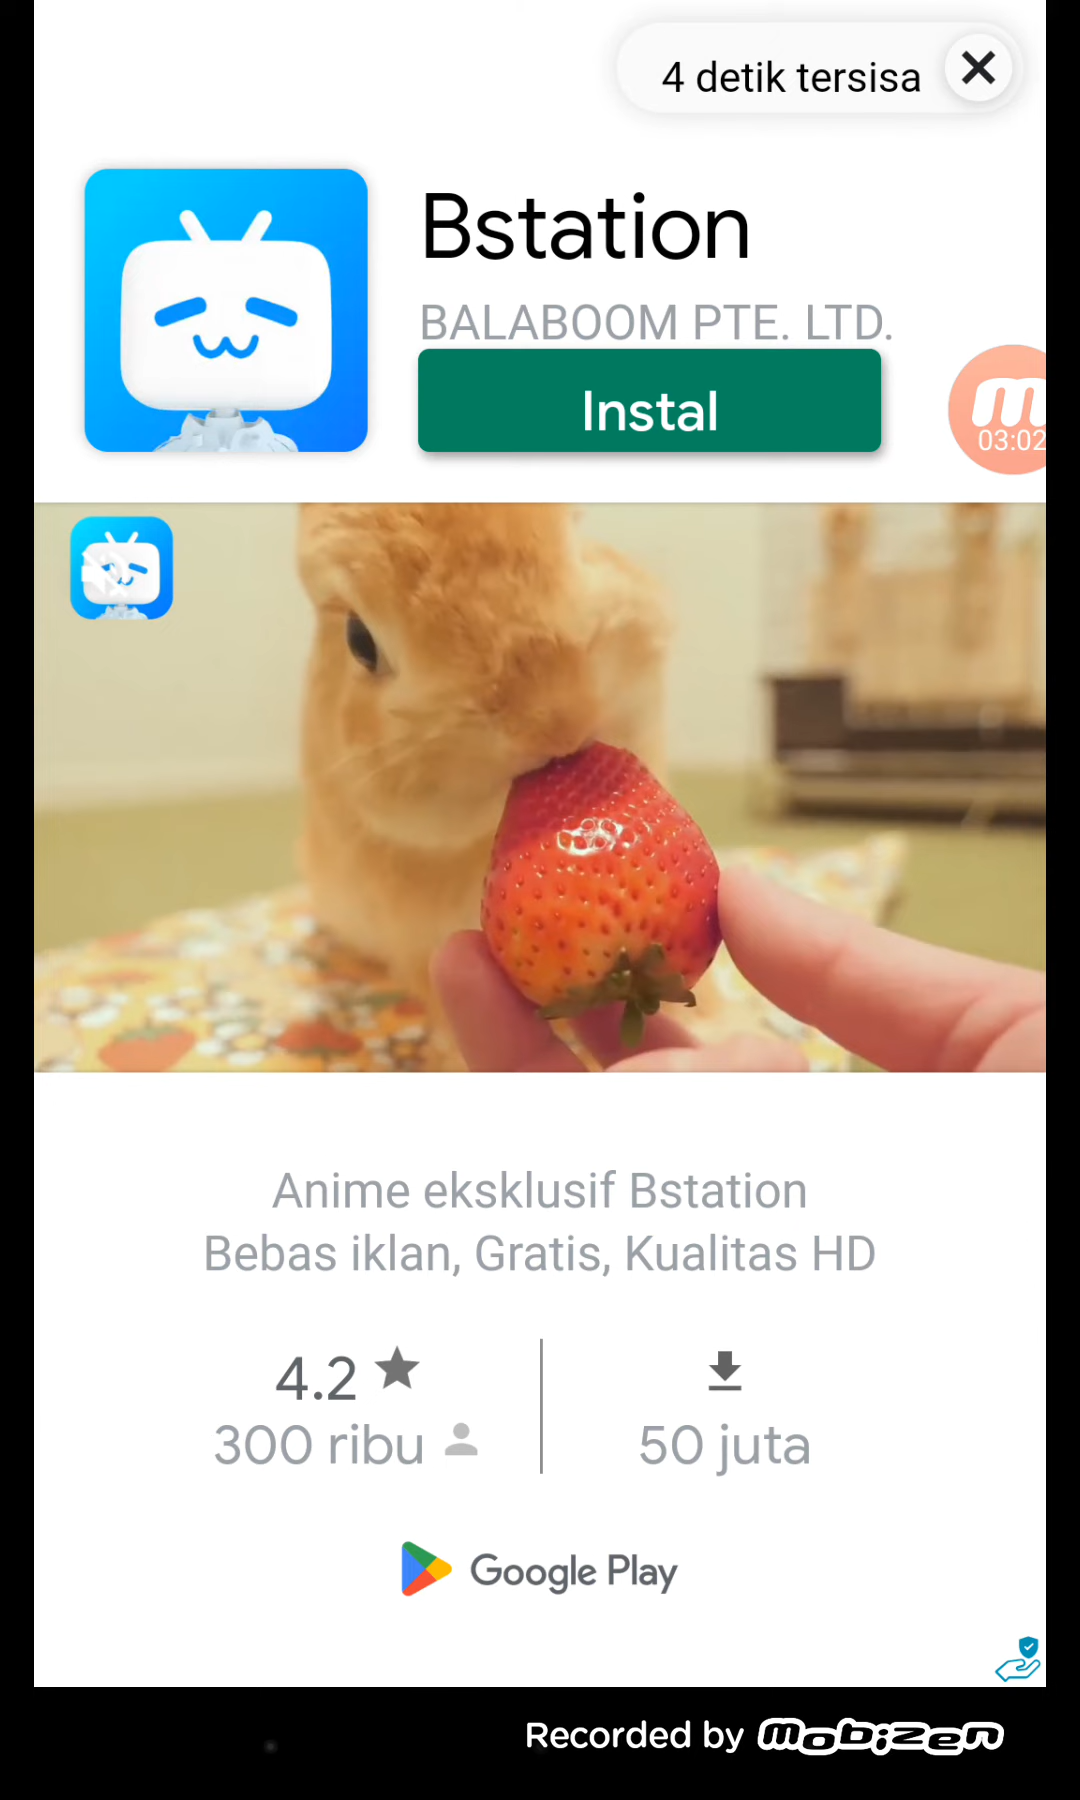 4 detik tersisa
Bstation
BALABOOM PTE. LTD.
Instal
03:02
Anime eksklusif Bstation
Bebas iklan, Gratis, Kualitas HD
4.2
300 ribu
50 juta
Google Play
Recorded by mobizen